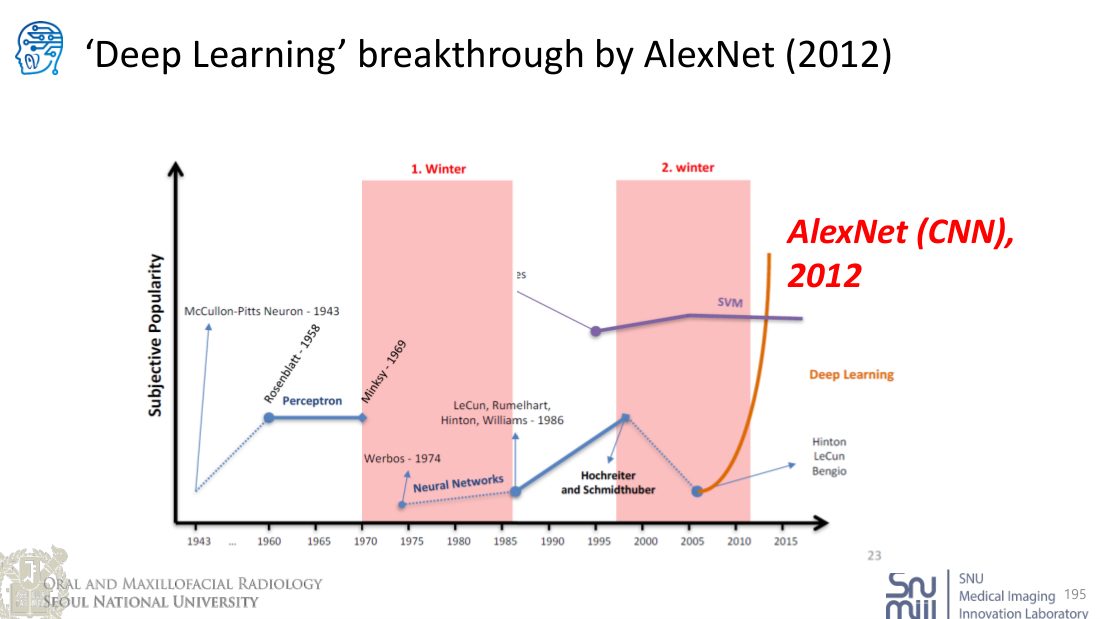 ‘Deep Learning’ breakthrough by AlexNet (2012)
1. Winter
2. winter
AlexNet (CNN),
2012
es
SVM
Subjective Popularity
McCullon-Pitts Neuron - 1943
Rosenblatt - 1958
Minksy - 1969
Perceptron
Deep Learning
LeCun, Rumelhart,
Hinton, Williams - 1986
Werbos - 1974
Neural Networks
Hochreiter
and Schmidthuber
Hinton
LeCun
Bengio
1943 ... 1960 1965 1970 1975 1980 1985 1990 1995 2000 2005 2010 2015
23
ORAL AND MAXILLOFACIAL RADIOLOGY
SEOUL NATIONAL UNIVERSITY
SNU
mill
SNU
Medical Imaging
Innovation Laboratory
195